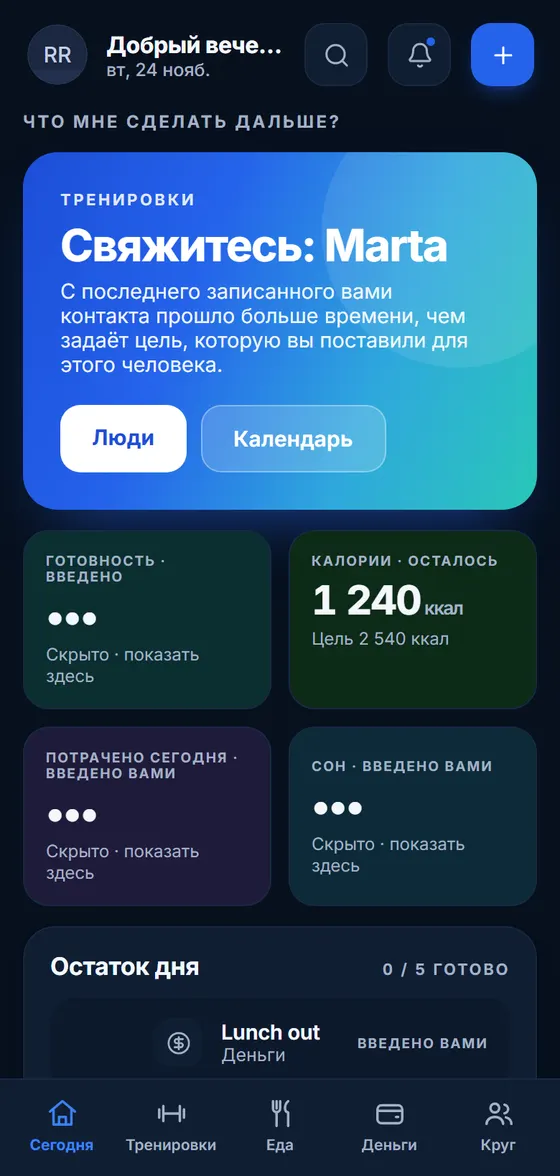 RR
Добрый вече...
вт, 24 нояб.
ЧТО МНЕ СДЕЛАТЬ ДАЛЬШЕ?
ТРЕНИРОВКИ
Свяжитесь: Marta
С последнего записанного вами
контакта прошло больше времени, чем
задаёт цель, которую вы поставили для
этого человека.
Люди
Календарь
ГОТОВНОСТЬ ·
ВВЕДЕНО
•••
Скрыто · показать
здесь
КАЛОРИИ · ОСТАЛОСЬ
1 240 ккал
Цель 2 540 ккал
ПОТРАЧЕНО СЕГОДНЯ ·
ВВЕДЕНО ВАМИ
•••
Скрыто · показать
здесь
СОН · ВВЕДЕНО ВАМИ
•••
Скрыто · показать
здесь
Остаток дня
0 / 5 ГОТОВО
Lunch out
Деньги
ВВЕДЕНО ВАМИ
Сегодня
Тренировки
Еда
Деньги
Круг